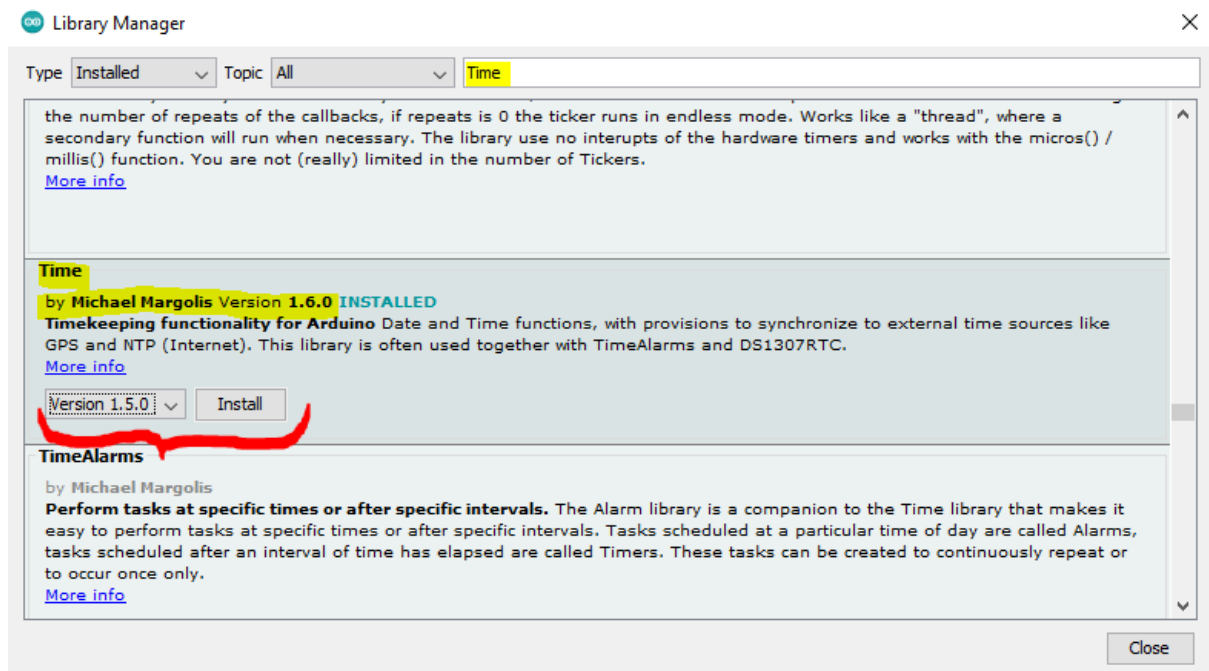 Library Manager
Type Installed Topic All Time
the number of repeats of the callbacks, if repeats is 0 the ticker runs in endless mode. Works like a "thread", where a
secondary function will run when necessary. The library use no interupts of the hardware timers and works with the micros() /
millis() function. You are not (really) limited in the number of Tickers.
More info
Time
by Michael Margolis Version 1.6.0 INSTALLED
Timekeeping functionality for Arduino Date and Time functions, with provisions to synchronize to external time sources like
GPS and NTP (Internet). This library is often used together with TimeAlarms and DS1307RTC.
More info
Version 1.5.0 Install
TimeAlarms
by Michael Margolis
Perform tasks at specific times or after specific intervals. The Alarm library is a companion to the Time library that makes it
easy to perform tasks at specific times or after specific intervals. Tasks scheduled at a particular time of day are called Alarms,
tasks scheduled after an interval of time has elapsed are called Timers. These tasks can be created to continuously repeat or
to occur once only.
More info
Close